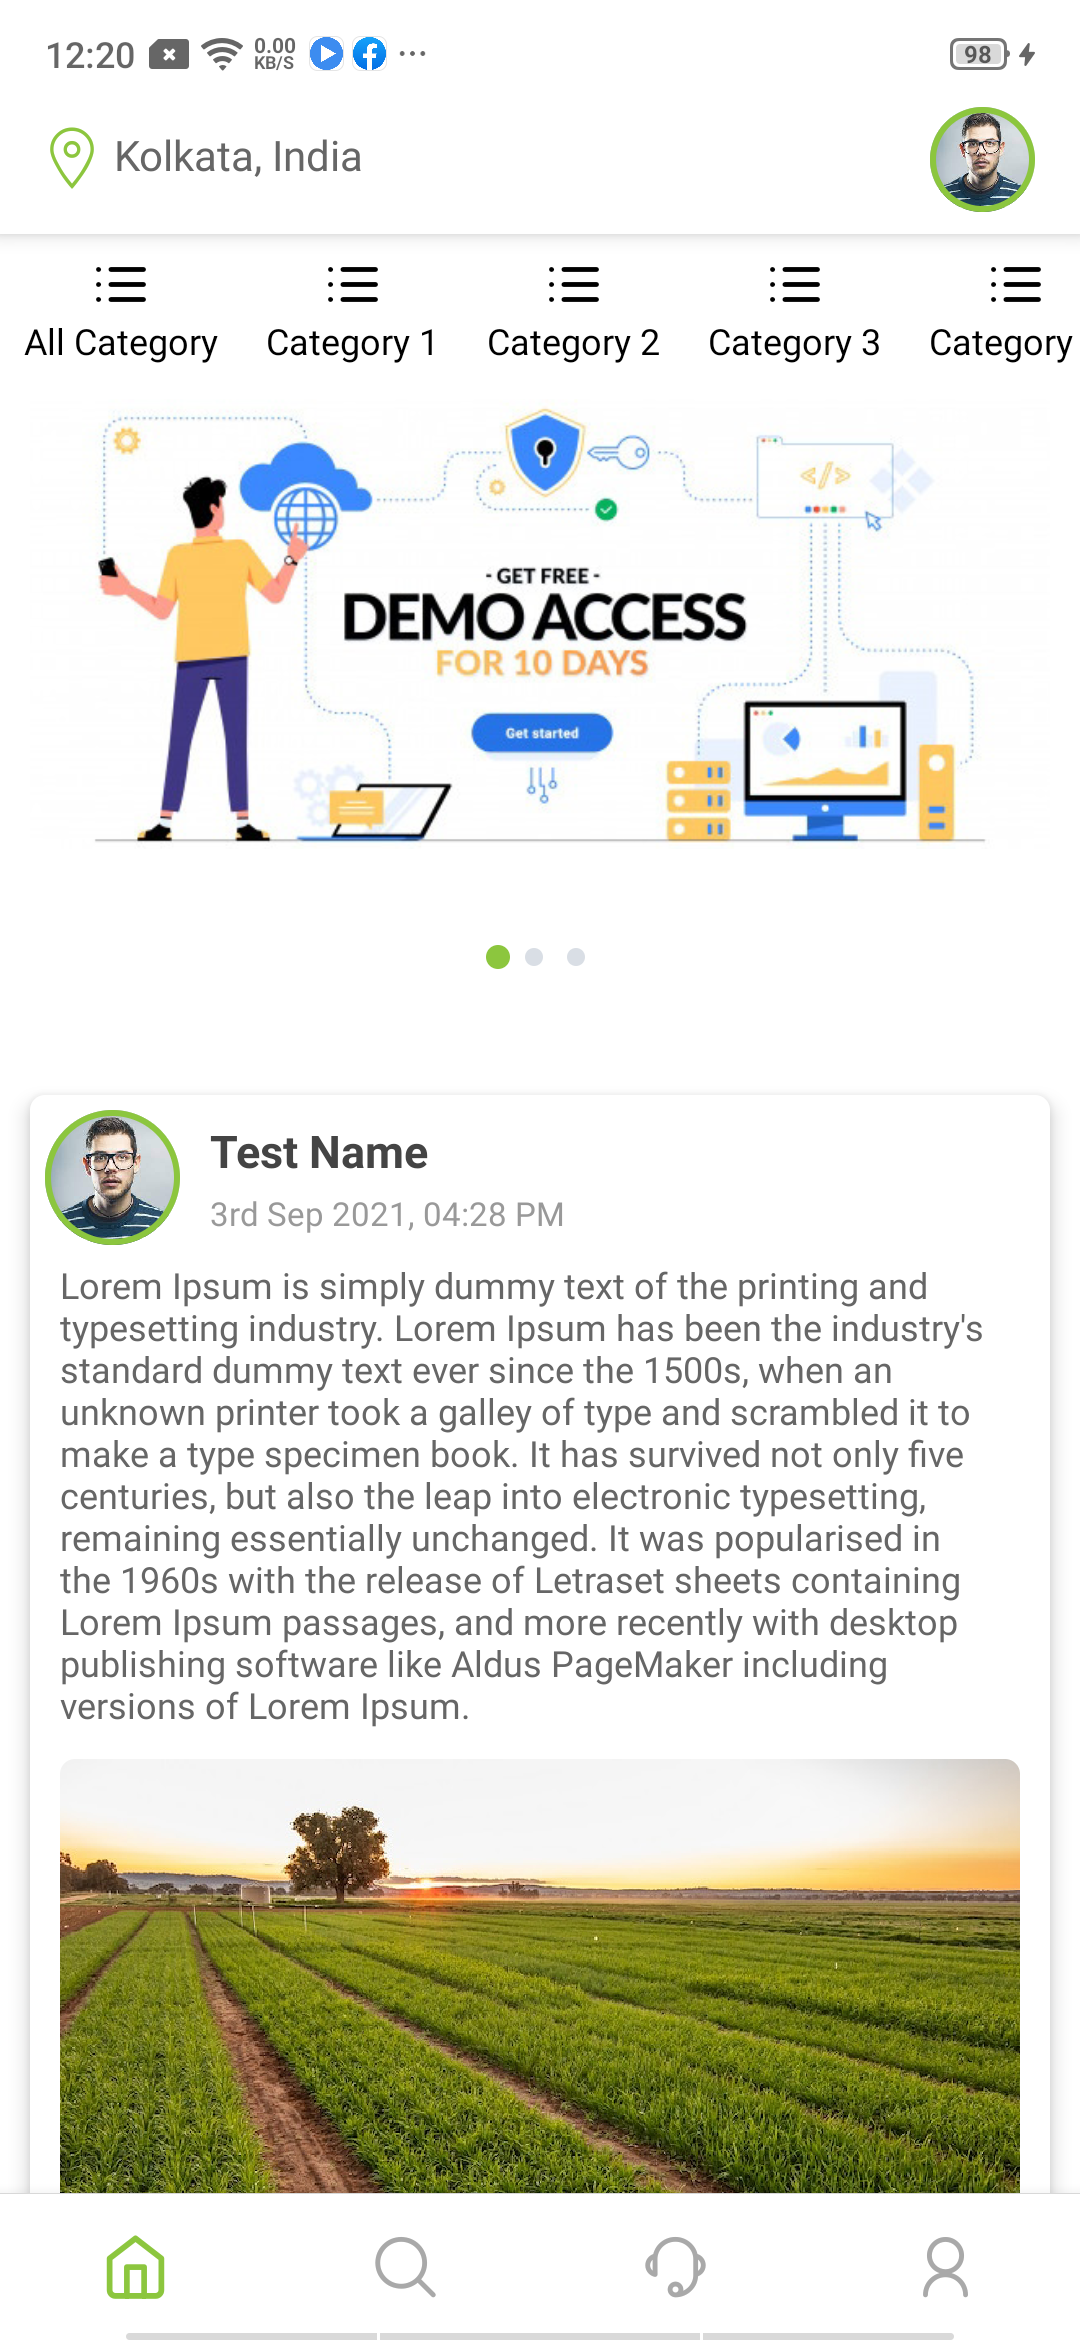 12:20
0.00
KB/S
98
Kolkata, India
All Category
Category 1
Category 2
Category 3
Category
</>
- GET FREE -
DEMO ACCESS
FOR 10 DAYS
Get started
Test Name
3rd Sep 2021, 04:28 PM
Lorem Ipsum is simply dummy text of the printing and
typesetting industry. Lorem Ipsum has been the industry's
standard dummy text ever since the 1500s, when an
unknown printer took a galley of type and scrambled it to
make a type specimen book. It has survived not only five
centuries, but also the leap into electronic typesetting,
remaining essentially unchanged. It was popularised in
the 1960s with the release of Letraset sheets containing
Lorem Ipsum passages, and more recently with desktop
publishing software like Aldus PageMaker including
versions of Lorem Ipsum.